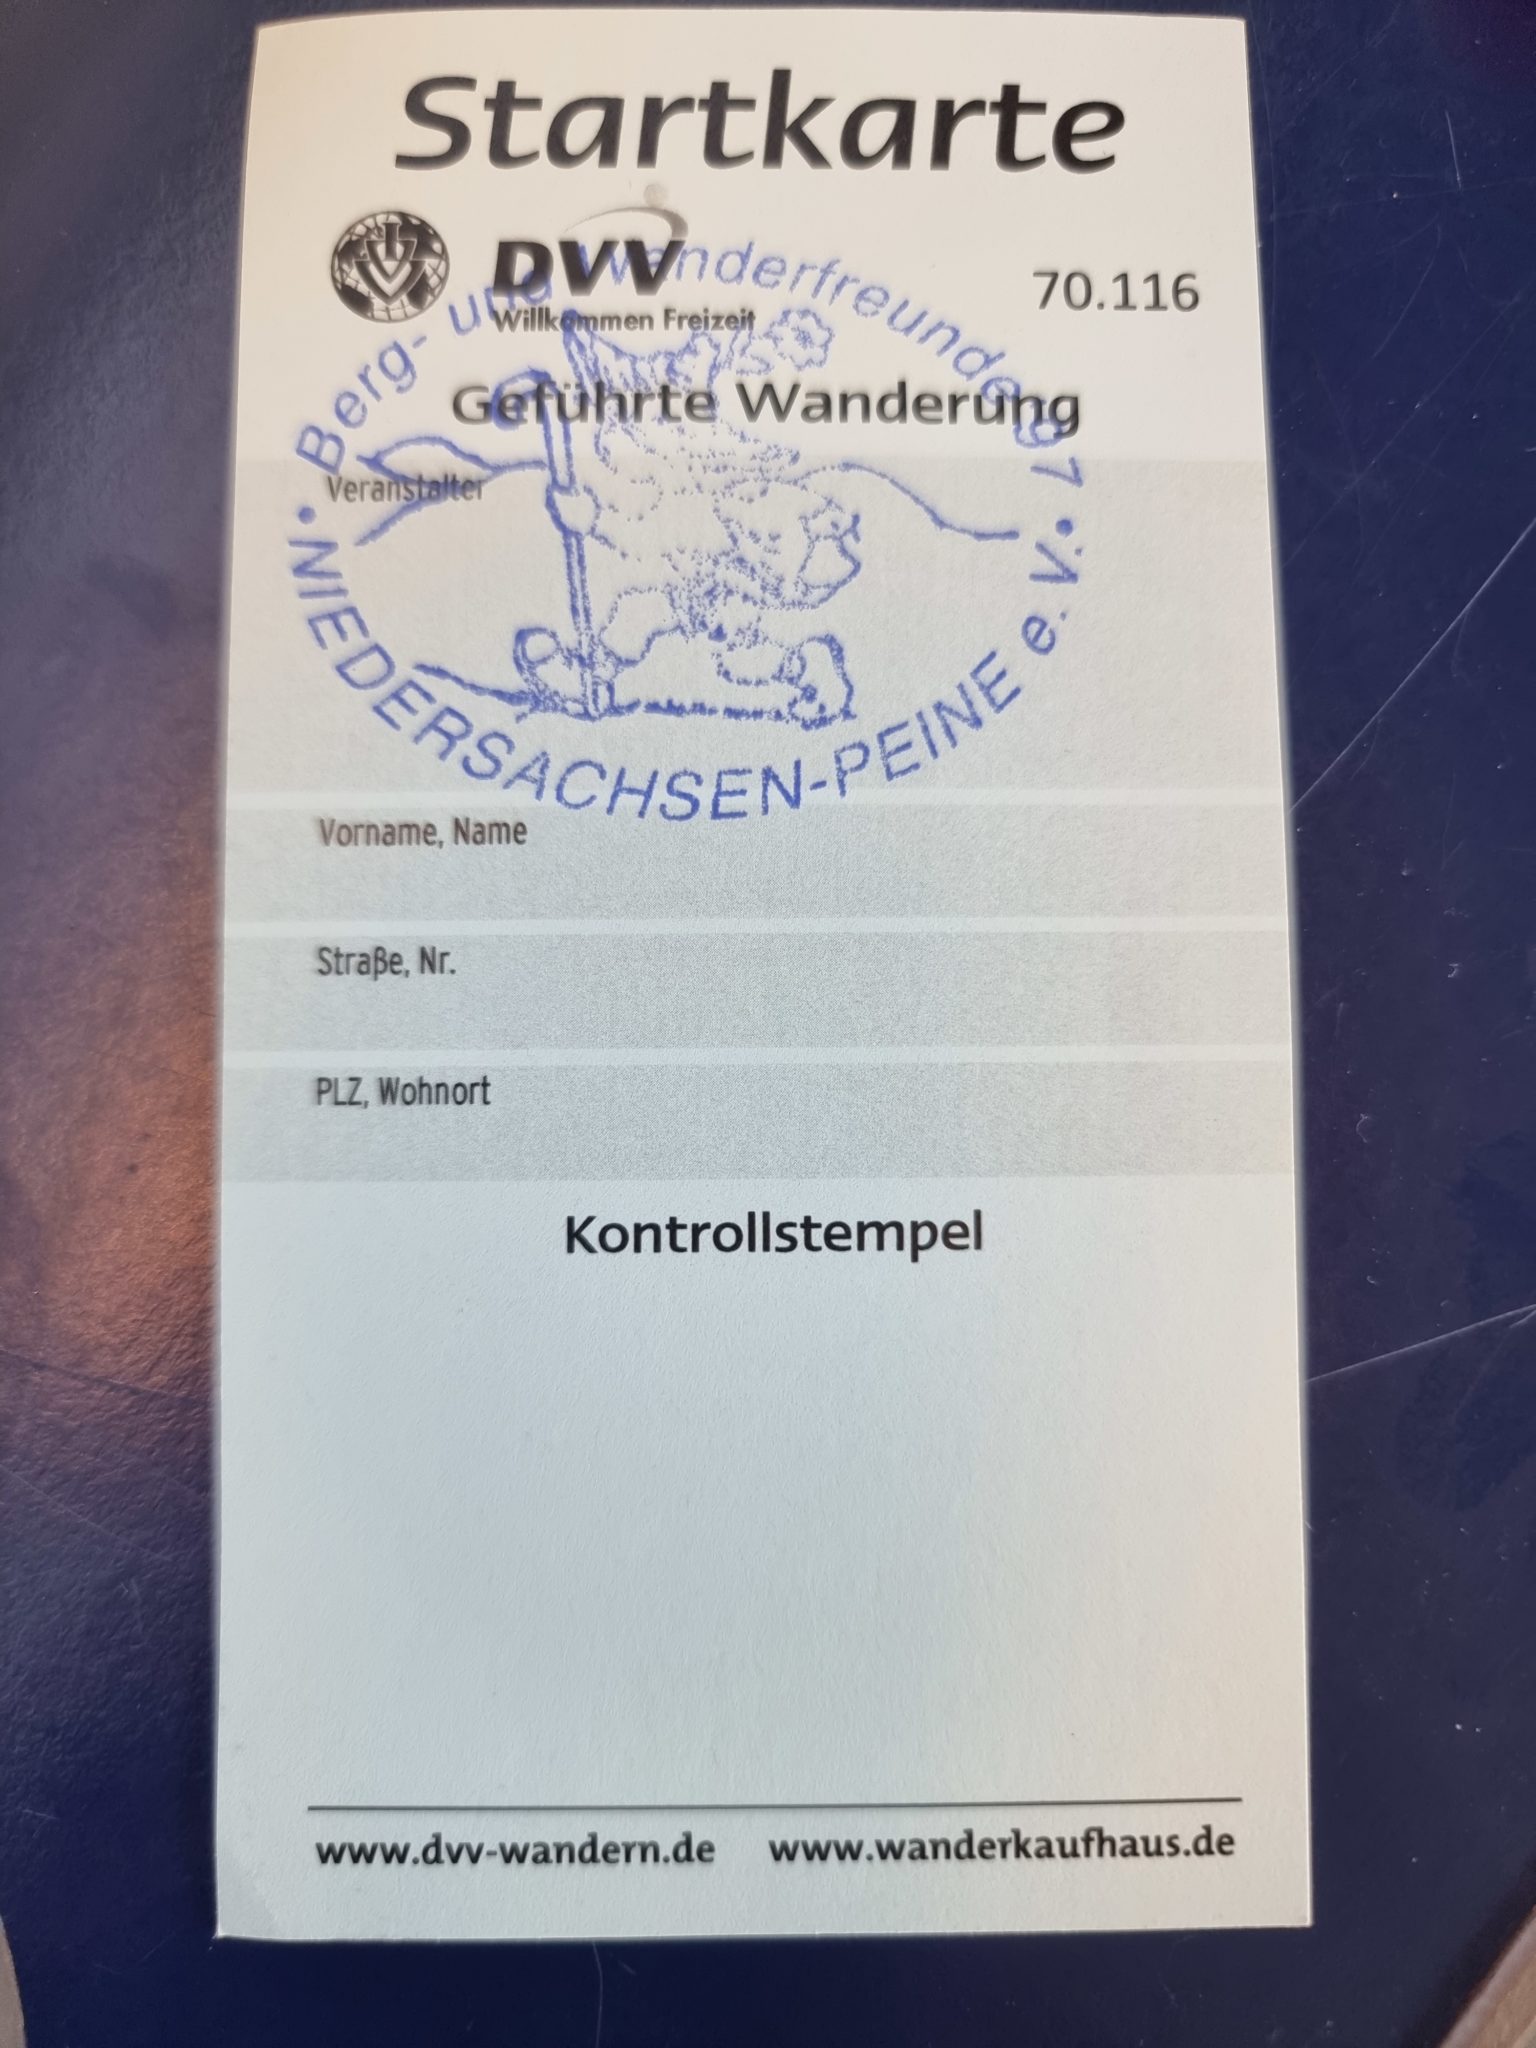 Startkarte
IVV
DVV
Willkommen Freizeit
70.116
Geführte Wanderung
Berg- und Wanderfreunde 97
NIEDERSACHSEN-PEINE e.V.
Veranstalter
Vorname, Name
Straße, Nr.
PLZ, Wohnort
Kontrollstempel
www.dvv-wandern.de www.wanderkaufhaus.de